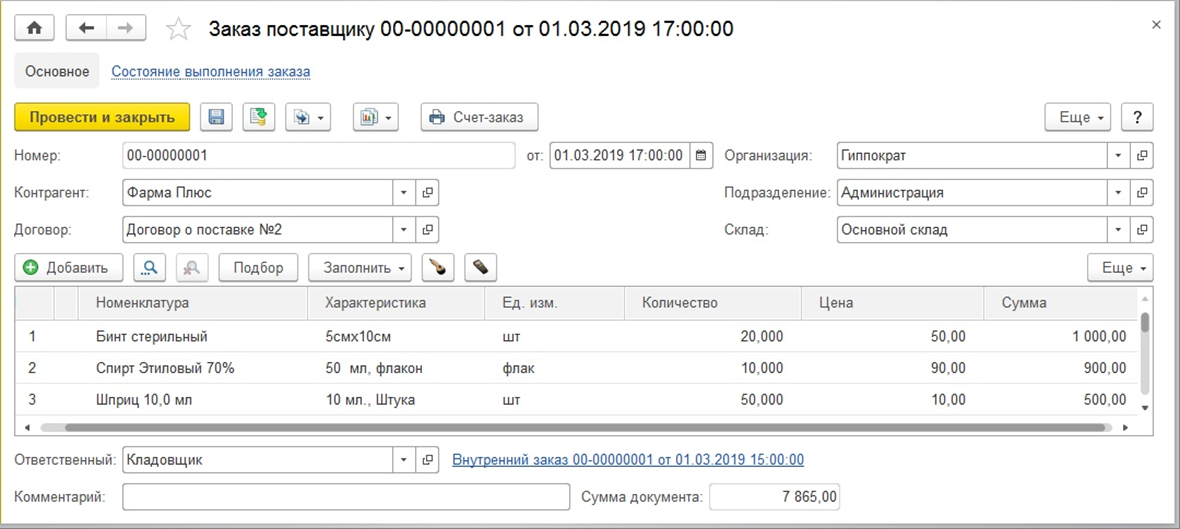 Заказ поставщику 00-00000001 от 01.03.2019 17:00:00
Основное Состояние выполнения заказа
Провести и закрыть Счет-заказ Еще ?
Номер: 00-00000001 от: 01.03.2019 17:00:00 Организация: Гиппократ
Контрагент: Фарма Плюс Подразделение: Администрация
Договор: Договор о поставке №2 Склад: Основной склад
Добавить Подбор Заполнить Еще
Номенклатура Характеристика Ед. изм. Количество Цена Сумма
1 Бинт стерильный 5смх10см шт 20,000 50,00 1 000,00
2 Спирт Этиловый 70% 50 мл, флакон флак 10,000 90,00 900,00
3 Шприц 10,0 мл 10 мл., Штука шт 50,000 10,00 500,00
Ответственный: Кладовщик Внутренний заказ 00-00000001 от 01.03.2019 15:00:00
Комментарий: Сумма документа: 7 865,00